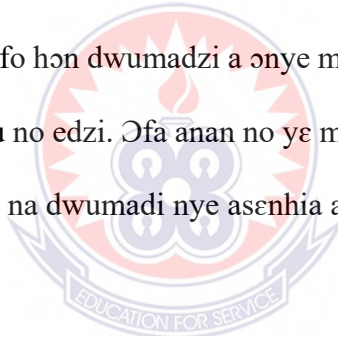 fo hɔn dwumadzi a ɔnye m
u no edzi. Ɔfa anan no yɛ m
na dwumadi nye asɛnhia a
EDUCATION FOR SERVICE